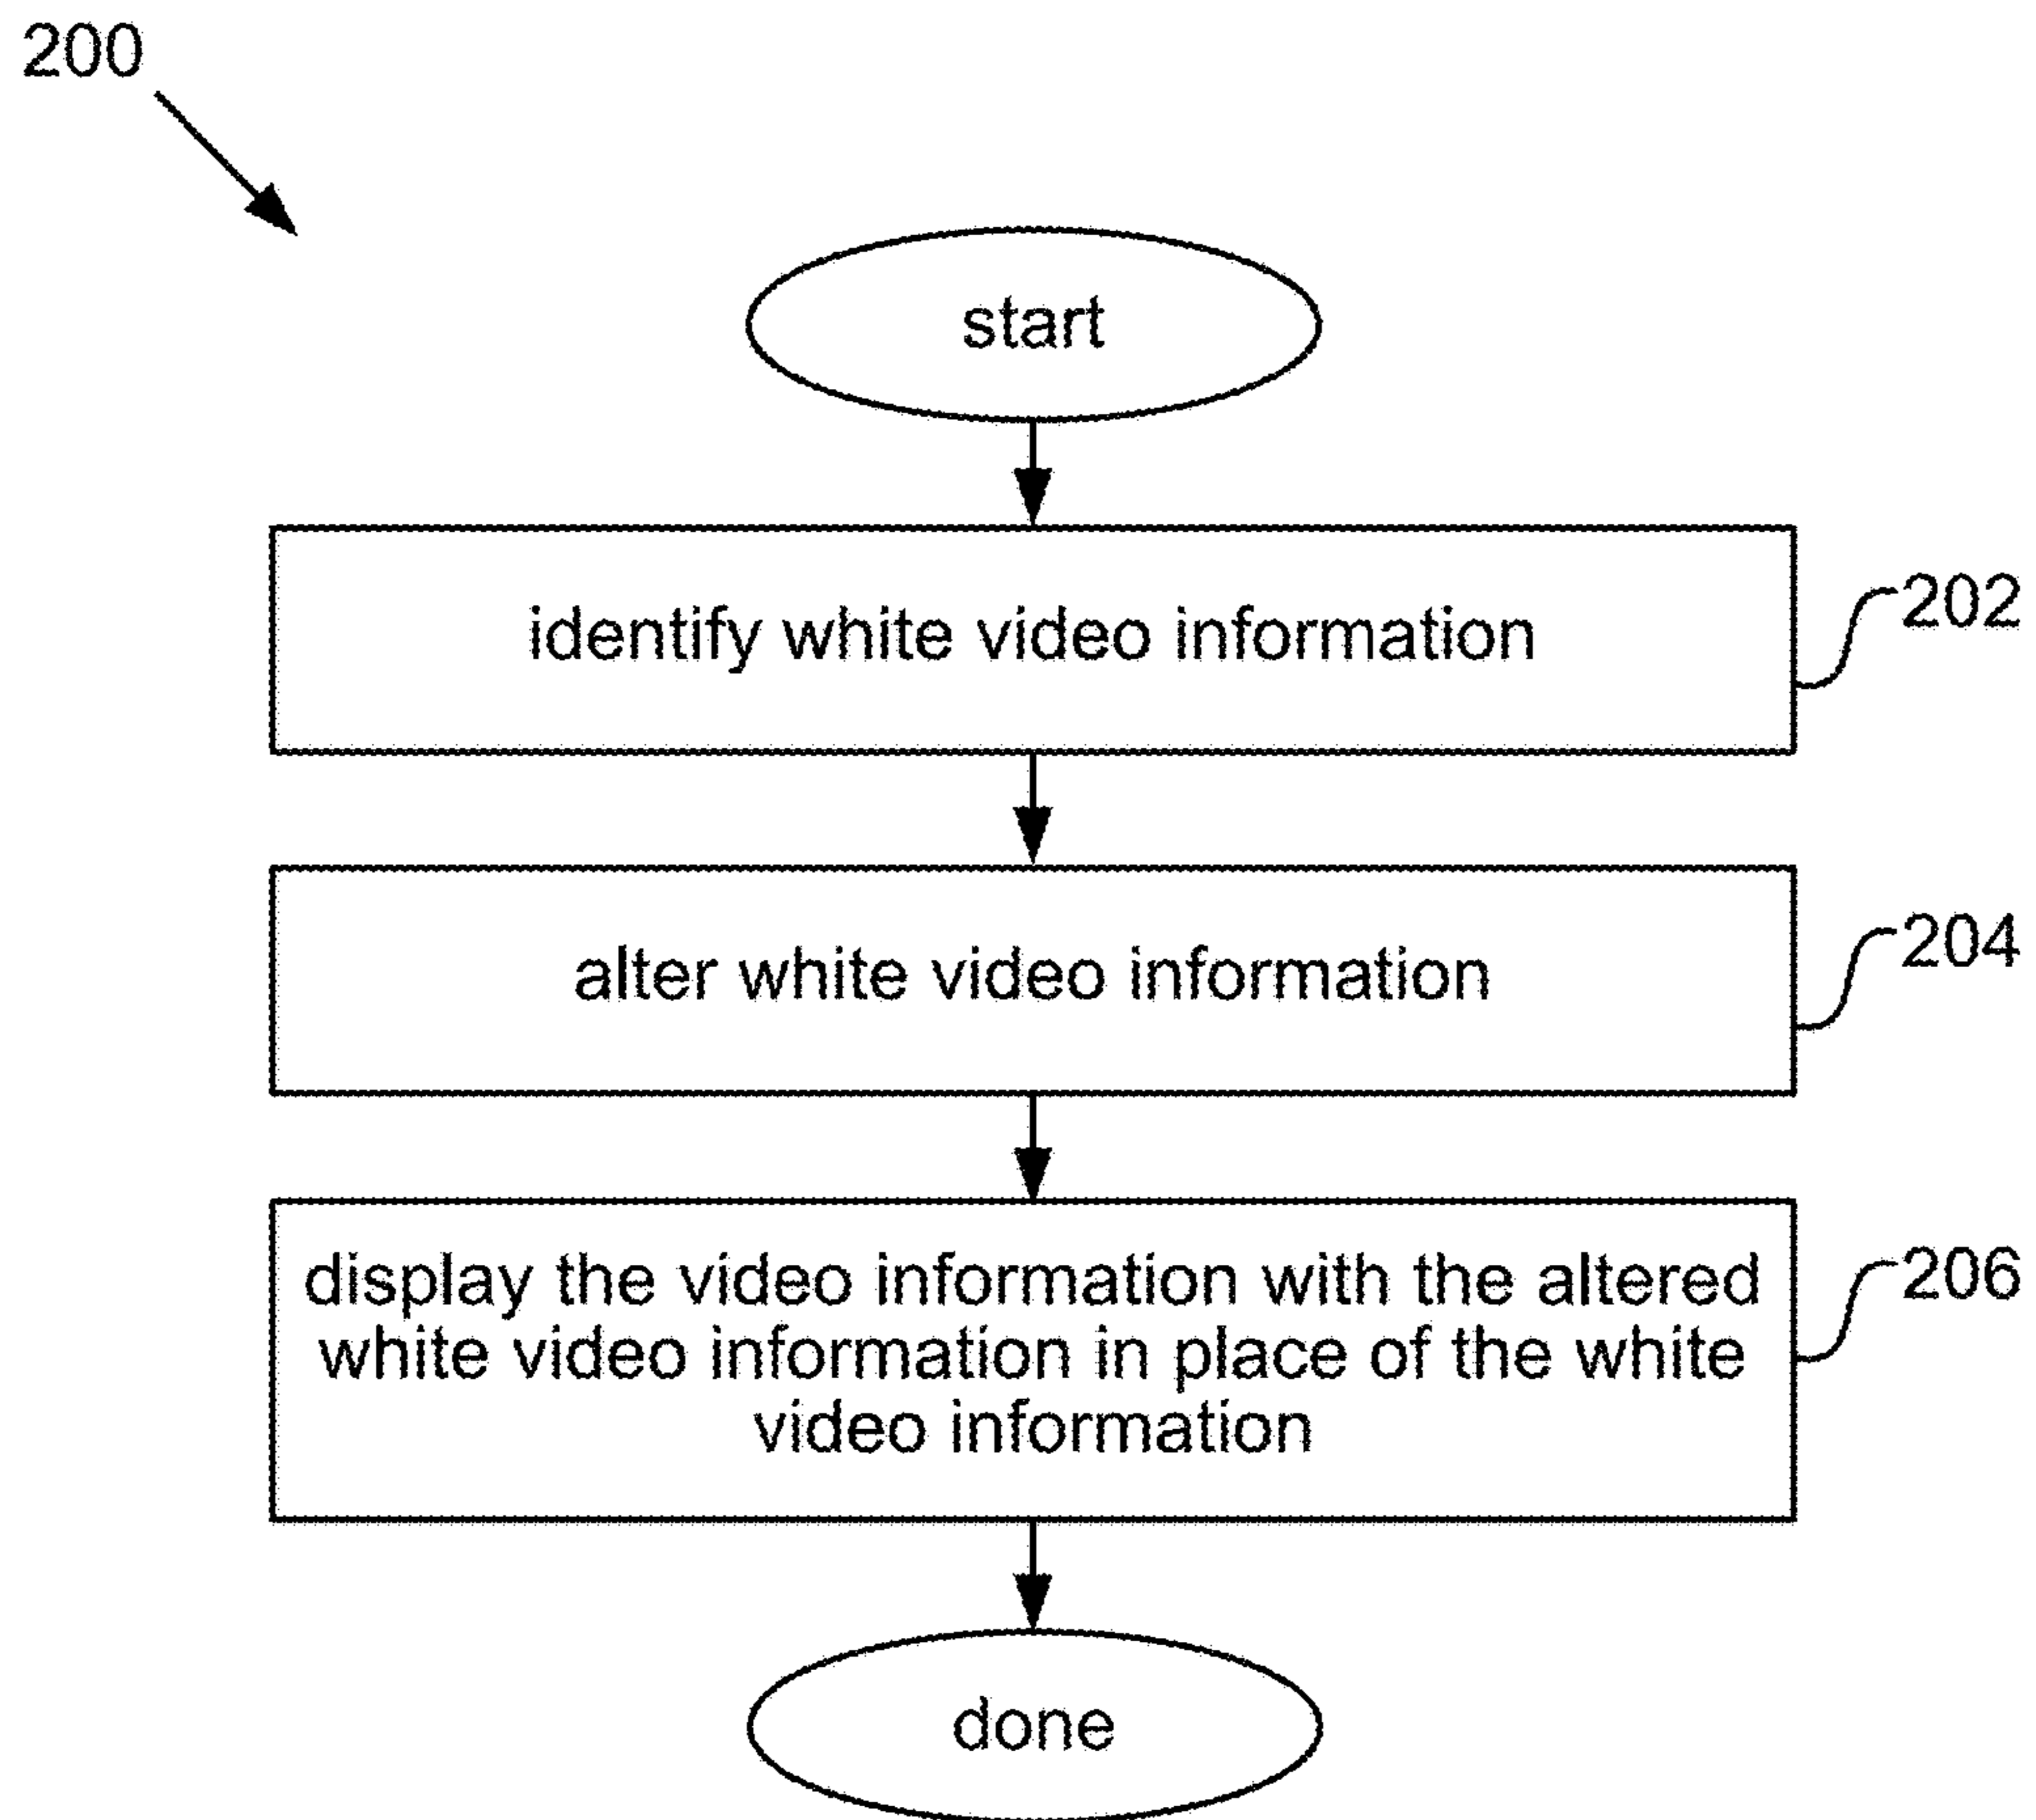 200
start
identify white video information
202
alter white video information
204
display the video information with the altered
white video information in place of the white
video information
206
done